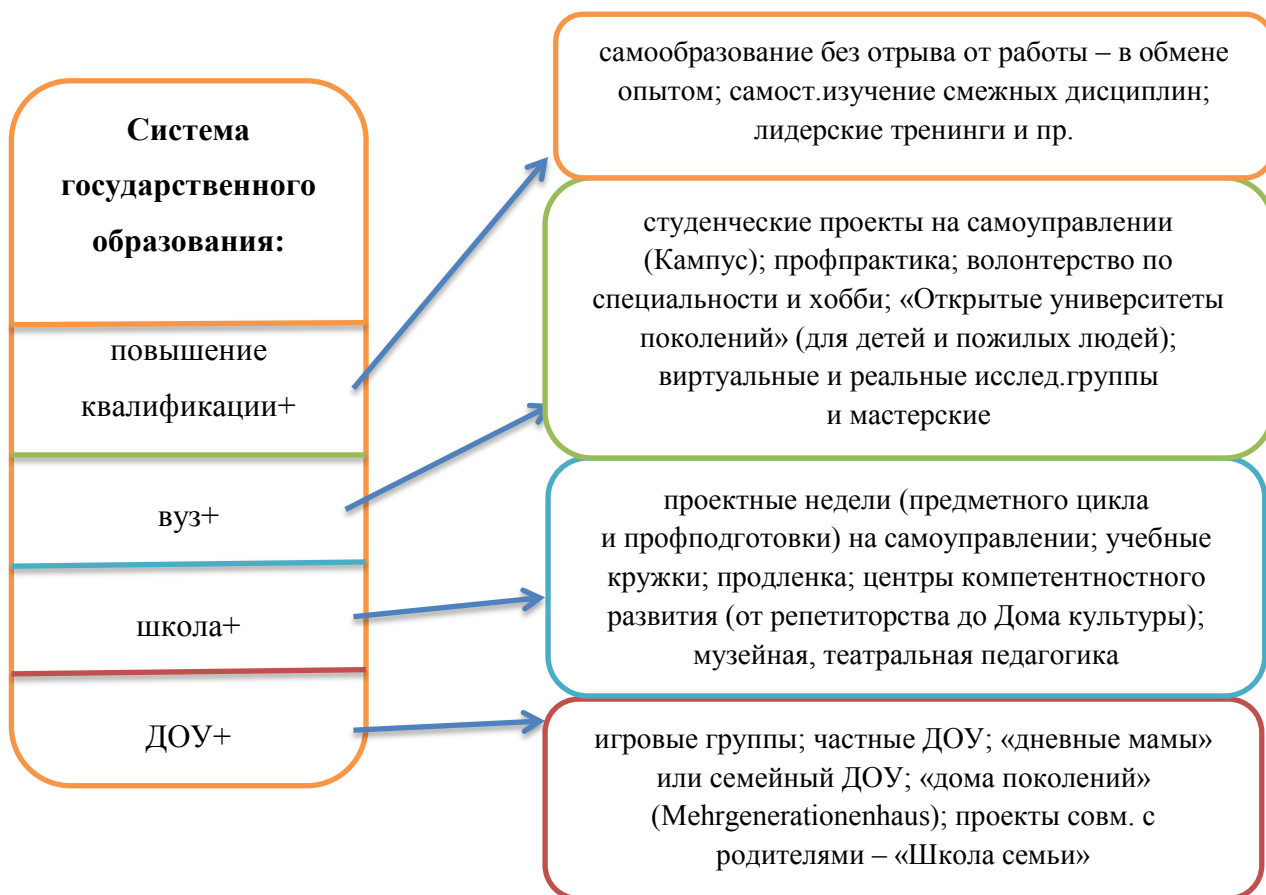 Система
государственного
образования:
повышение
квалификации+
вуз+
школа+
ДОУ+
самообразование без отрыва от работы – в обмене
опытом; самост.изучение смежных дисциплин;
лидерские тренинги и пр.
студенческие проекты на самоуправлении
(Кампус); профпрактика; волонтерство по
специальности и хобби; «Открытые университеты
поколений» (для детей и пожилых людей);
виртуальные и реальные исслед.группы
и мастерские
проектные недели (предметного цикла
и профподготовки) на самоуправлении; учебные
кружки; продленка; центры компетентностного
развития (от репетиторства до Дома культуры);
музейная, театральная педагогика
игровые группы; частные ДОУ; «дневные мамы»
или семейный ДОУ; «дома поколений»
(Mehrgenerationenhaus); проекты совм. с
родителями – «Школа семьи»